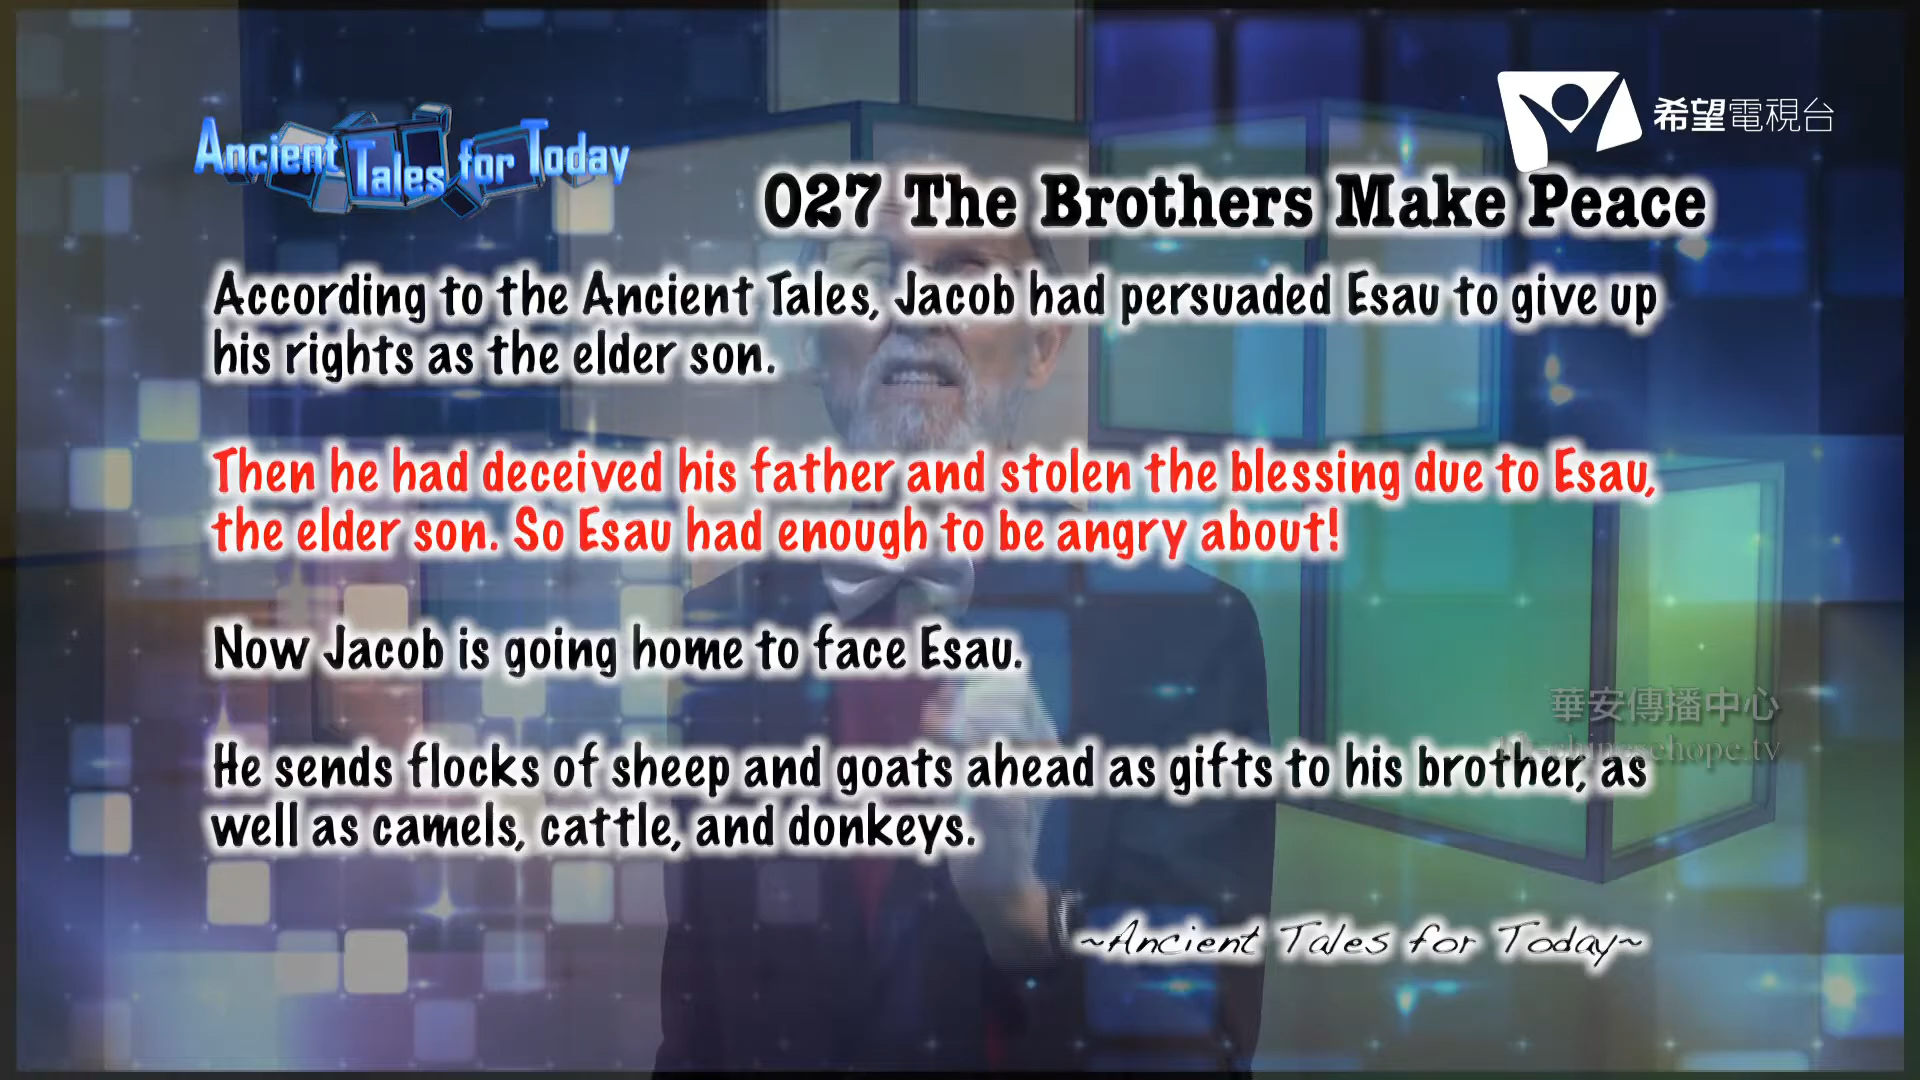 Ancient Tales for Today
希望電視台
027 The Brothers Make Peace
According to the Ancient Tales, Jacob had persuaded Esau to give up
his rights as the elder son.
Then he had deceived his father and stolen the blessing due to Esau,
the elder son. So Esau had enough to be angry about!
Now Jacob is going home to face Esau.
華安傳播中心
He sends flocks of sheep and goats ahead as gifts to his brother, as
well as camels, cattle, and donkeys.
~Ancient Tales for Today~